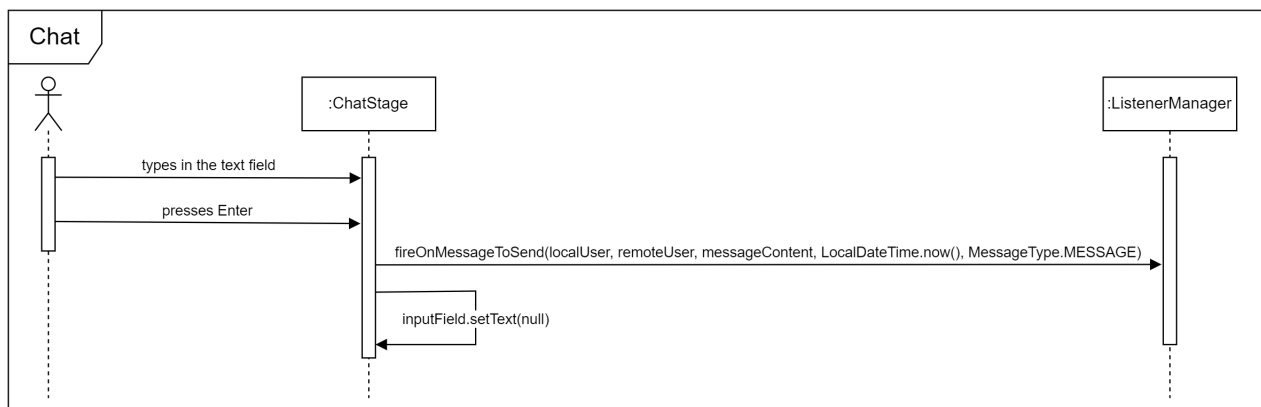 Chat
:ChatStage
:ListenerManager
types in the text field
presses Enter
fireOnMessageToSend(localUser, remoteUser, messageContent, LocalDateTime.now(), MessageType.MESSAGE)
inputField.setText(null)